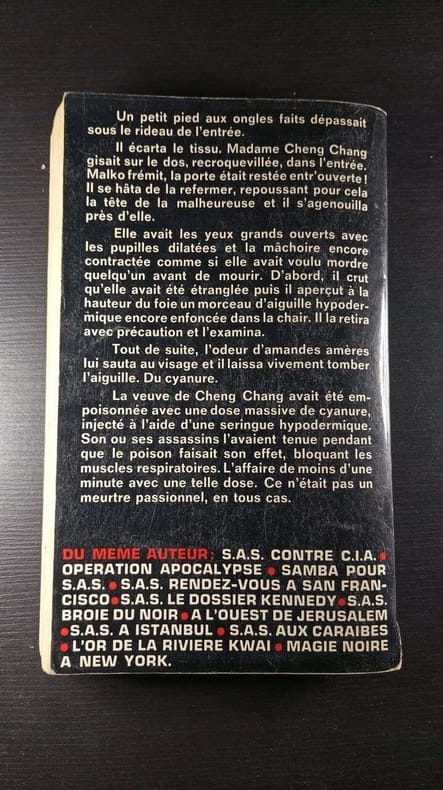 Un petit pied aux ongles faits dépassait
sous le rideau de l'entrée.
Il écarta le tissu. Madame Cheng Chang
gisait sur le dos, recroquevillée, dans l'entrée.
Malko frémit, la porte était restée entr'ouverte !
Il se hâta de la refermer, repoussant pour cela
la tête de la malheureuse et il s'agenouilla
près d'elle.
Elle avait les yeux grands ouverts avec
les pupilles dilatées et la mâchoire encore
contractée comme si elle avait voulu mordre
quelqu'un avant de mourir. D'abord, il crut
qu'elle avait été étranglée puis il aperçut à la
hauteur du foie un morceau d'aiguille hypoder-
mique encore enfoncée dans la chair. Il la retira
avec précaution et l'examina.
Tout de suite, l'odeur d'amandes amères
lui sauta au visage et il laissa vivement tomber
l'aiguille. Du cyanure.
La veuve de Cheng Chang avait été em-
poisonnée avec une dose massive de cyanure,
injecté à l'aide d'une seringue hypodermique.
Son ou ses assassins l'avaient tenue pendant
que le poison faisait son effet, bloquant les
muscles respiratoires. L'affaire de moins d'une
minute avec une telle dose. Ce n'était pas un
meurtre passionnel, en tous cas.
DU MEME AUTEUR : S.A.S. CONTRE C.I.A. •
OPERATION APOCALYPSE • SAMBA POUR
S.A.S. • S.A.S. RENDEZ-VOUS A SAN FRAN-
CISCO • S.A.S. LE DOSSIER KENNEDY • S.A.S.
BROIE DU NOIR • A L'OUEST DE JERUSALEM
• S.A.S. A ISTANBUL • S.A.S. AUX CARAIBES
• L'OR DE LA RIVIERE KWAI • MAGIE NOIRE
A NEW YORK.